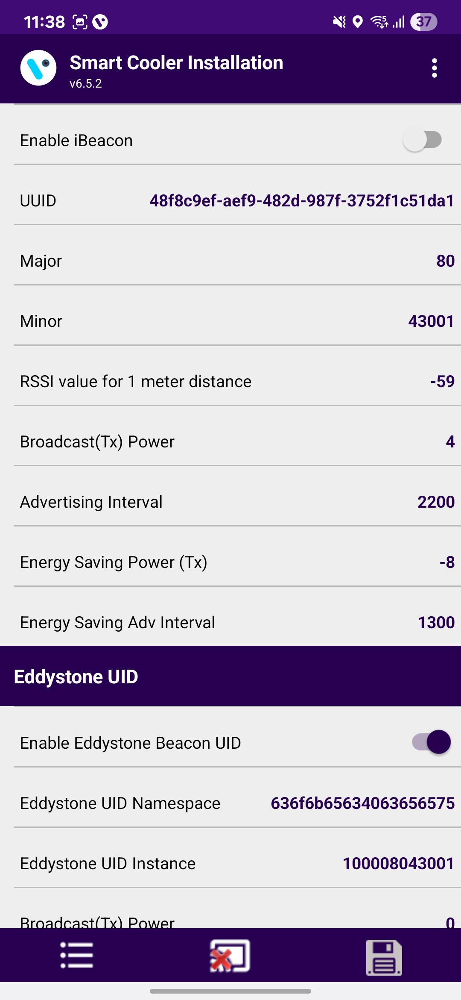 11:38
5
37
Smart Cooler Installation
v6.5.2
Enable iBeacon
UUID 48f8c9ef-aef9-482d-987f-3752f1c51da1
Major 80
Minor 43001
RSSI value for 1 meter distance -59
Broadcast(Tx) Power 4
Advertising Interval 2200
Energy Saving Power (Tx) -8
Energy Saving Adv Interval 1300
Eddystone UID
Enable Eddystone Beacon UID
Eddystone UID Namespace 636f6b65634063656575
Eddystone UID Instance 100008043001
Broadcast(Tx) Power 0